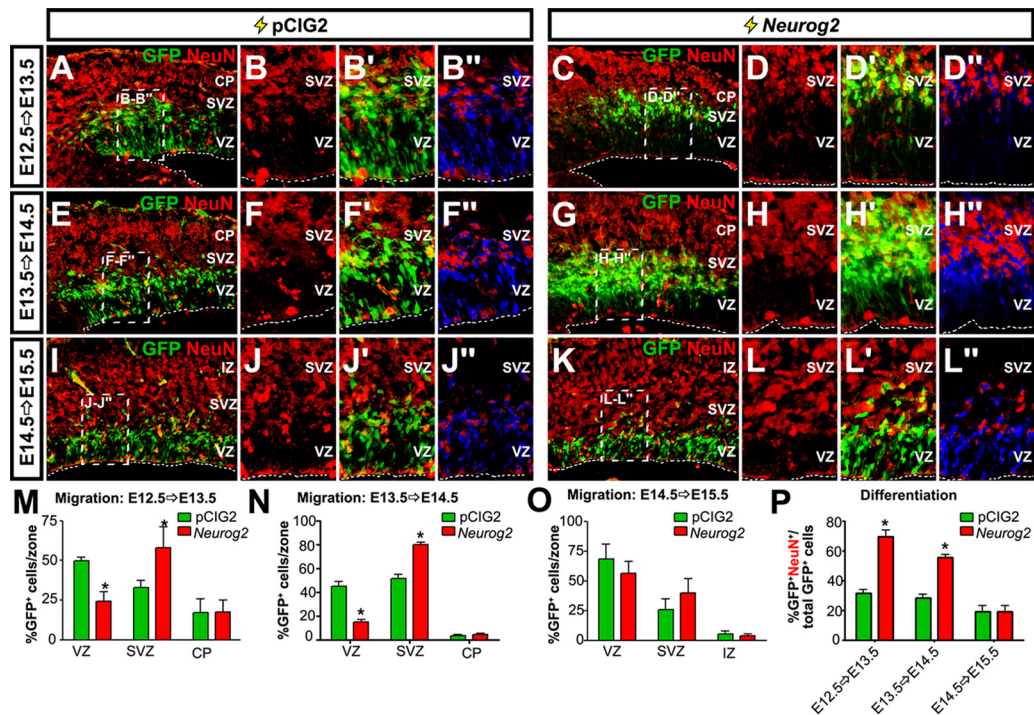 pCIG2
Neurog2
E12.5⇨E13.5
A
GFP NeuN
CP
SVZ
VZ
B-B"
B
SVZ
VZ
B'
SVZ
VZ
B"
SVZ
VZ
C
GFP NeuN
CP
SVZ
VZ
D-D"
D
SVZ
VZ
D'
SVZ
VZ
D"
SVZ
VZ
E13.5⇨E14.5
E
GFP NeuN
CP
SVZ
VZ
F-F"
F
SVZ
VZ
F'
SVZ
VZ
F"
SVZ
VZ
G
GFP NeuN
CP
SVZ
VZ
H-H"
H
SVZ
VZ
H'
SVZ
VZ
H"
SVZ
VZ
E14.5⇨E15.5
I
GFP NeuN
IZ
SVZ
VZ
J-J"
J
SVZ
VZ
J'
SVZ
VZ
J"
SVZ
VZ
K
GFP NeuN
IZ
SVZ
VZ
L-L"
L
SVZ
VZ
L'
SVZ
VZ
L"
SVZ
VZ
M
Migration: E12.5⇨E13.5
pCIG2
Neurog2
%GFP⁺ cells/zone
75
50
25
0
* *
VZ SVZ CP
N
Migration: E13.5⇨E14.5
pCIG2
Neurog2
%GFP⁺ cells/zone
100
80
60
40
20
0
* *
VZ SVZ CP
O
Migration: E14.5⇨E15.5
pCIG2
Neurog2
%GFP⁺ cells/zone
100
75
50
25
0
VZ SVZ IZ
P
Differentiation
pCIG2
Neurog2
%GFP⁺NeuN⁺/
total GFP⁺ cells
80
60
40
20
0
* *
E12.5⇨E13.5
E13.5⇨E14.5
E14.5⇨E15.5